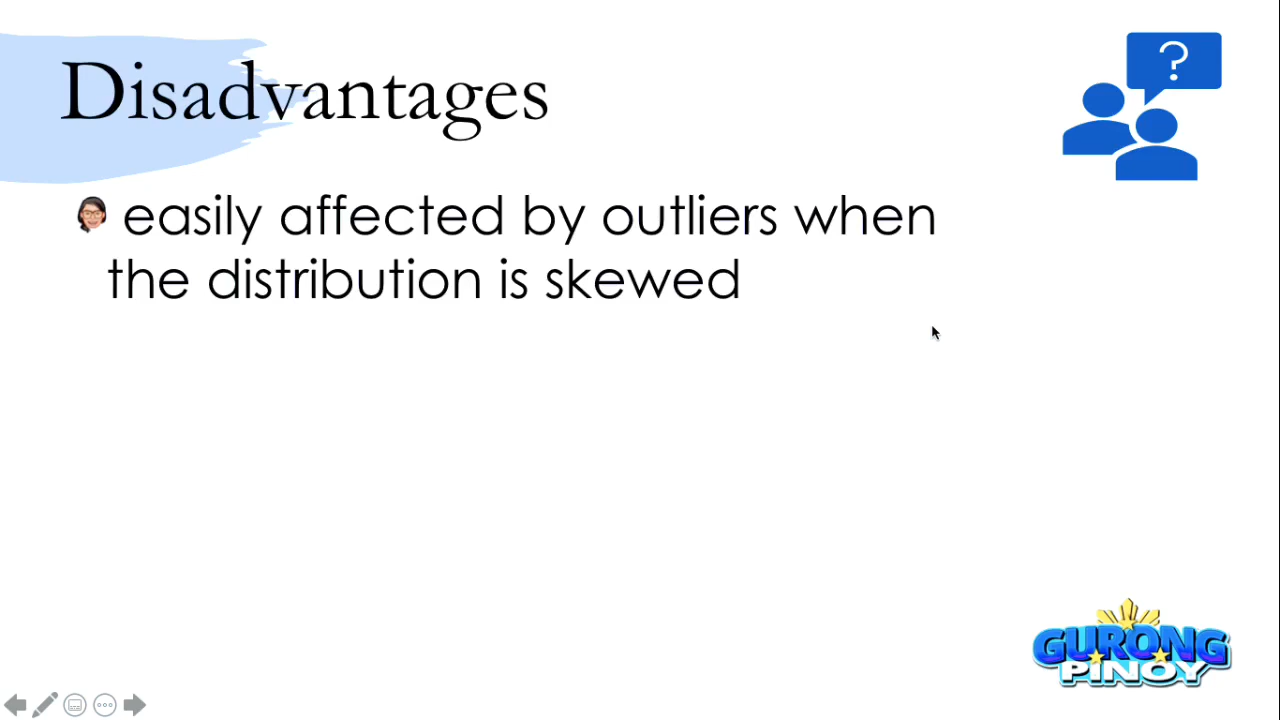 Disadvantages
?
easily affected by outliers when
the distribution is skewed
GURONG
PINOY